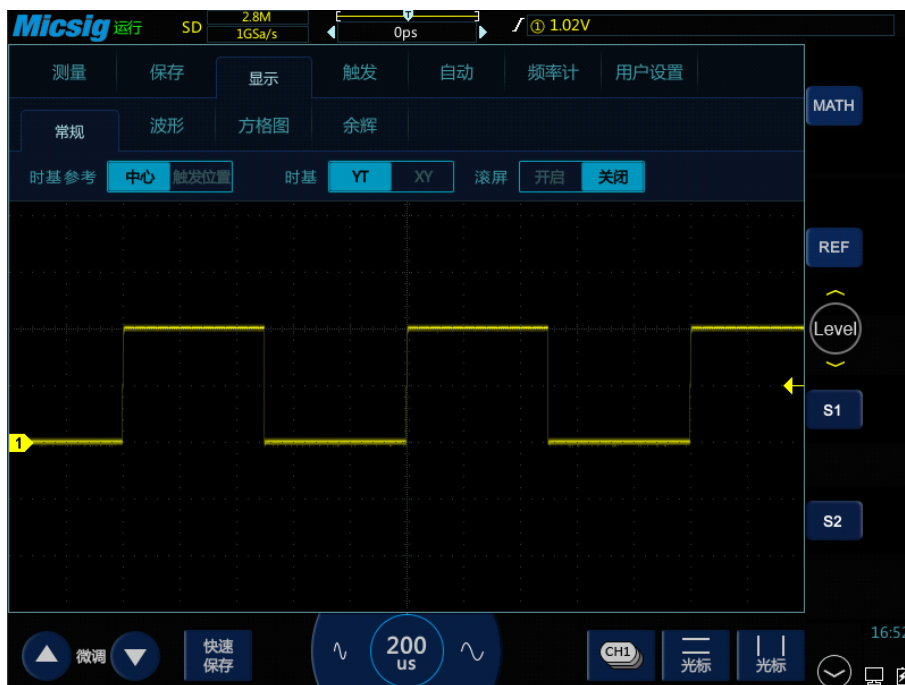 Micsig 运行 SD 2.8M 1GSa/s T 0ps ① 1.02V
测量 保存 显示 触发 自动 频率计 用户设置
常规 波形 方格图 余辉
时基参考 中心 触发位置 时基 YT XY 滚屏 开启 关闭
MATH
REF
Level
1
S1
S2
微调 快速保存 200 us CH1 光标 光标 16:52